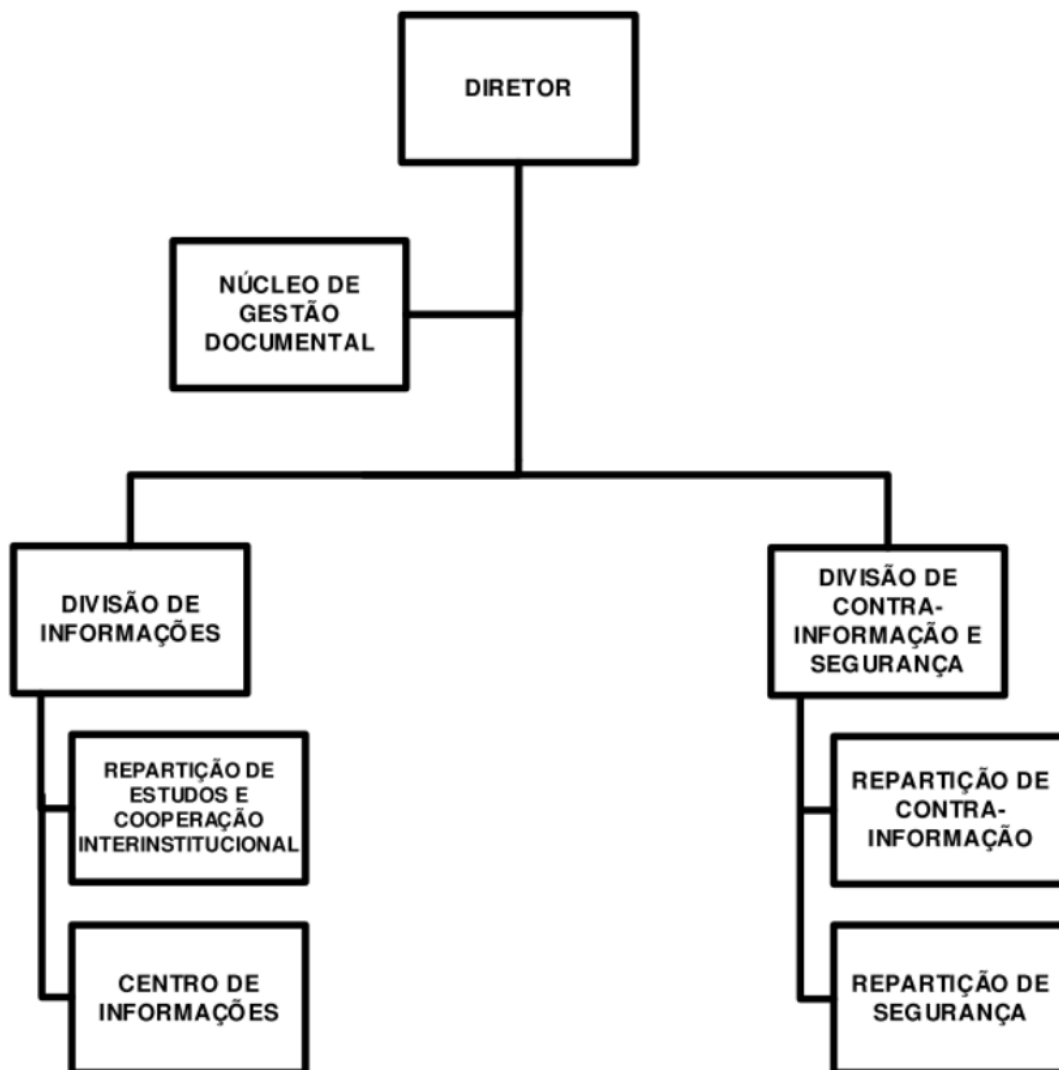 DIRETOR
NÚCLEO DE
GESTÃO
DOCUMENTAL
DIVISÃO DE
INFORMAÇÕES
DIVISÃO DE
CONTRA-
INFORMAÇÃO E
SEGURANÇA
REPARTIÇÃO DE
ESTUDOS E
COOPERAÇÃO
INTERINSTITUCIONAL
REPARTIÇÃO DE
CONTRA-
INFORMAÇÃO
CENTRO DE
INFORMAÇÕES
REPARTIÇÃO DE
SEGURANÇA